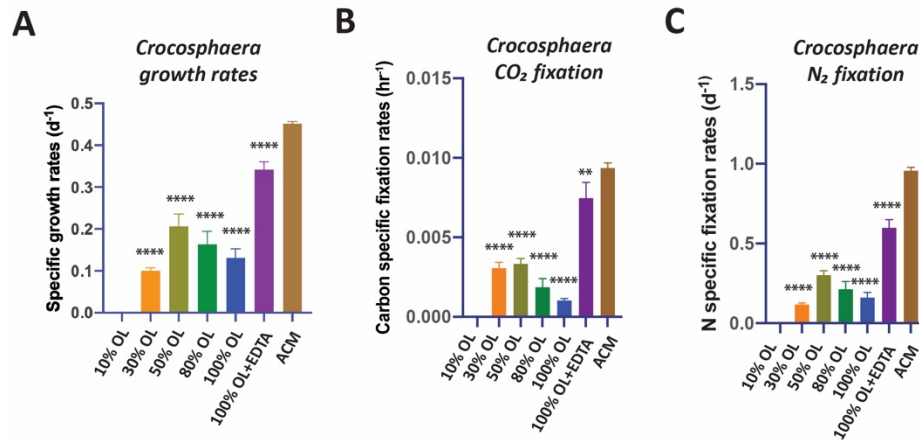 A
Crocosphaera
growth rates
Specific growth rates (d⁻¹)
0.5
0.4
0.3
0.2
0.1
0.0
****
****
****
****
****
10% OL
30% OL
50% OL
80% OL
100% OL
100% OL+EDTA
ACM
B
Crocosphaera
CO₂ fixation
Carbon specific fixation rates (hr⁻¹)
0.015
0.010
0.005
0.000
****
****
****
****
**
10% OL
30% OL
50% OL
80% OL
100% OL
100% OL+EDTA
ACM
C
Crocosphaera
N₂ fixation
N specific fixation rates (d⁻¹)
1.5
1.0
0.5
0.0
****
****
****
****
****
10% OL
30% OL
50% OL
80% OL
100% OL
100% OL+EDTA
ACM